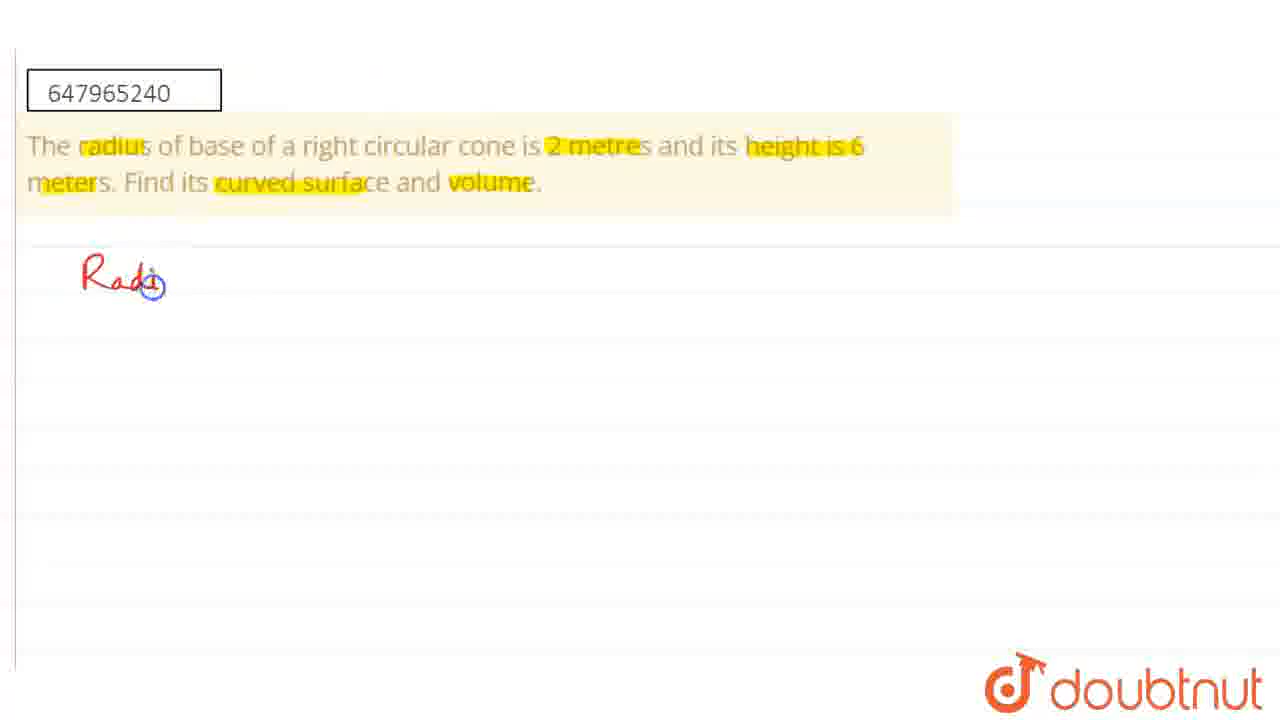 647965240
The radius of base of a right circular cone is 2 metres and its height is 6
meters. Find its curved surface and volume.
Radi
doubtnut